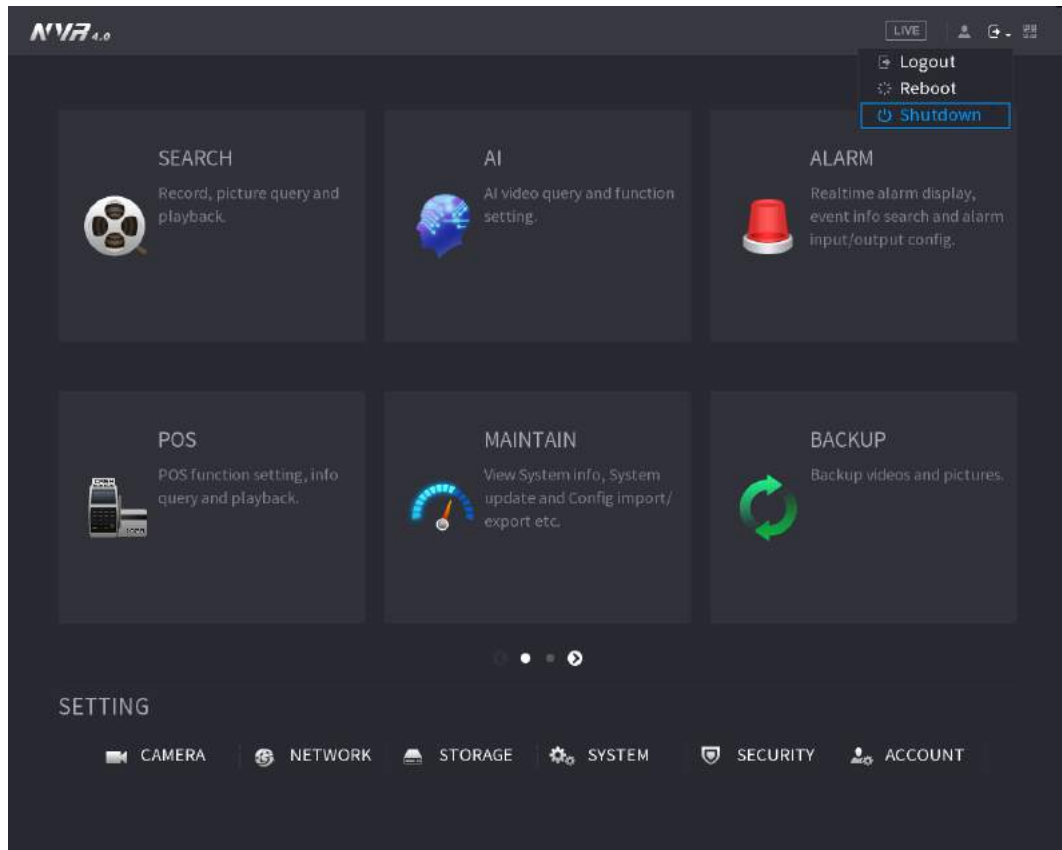 NVR 4.0
LIVE
Logout
Reboot
Shutdown
SEARCH
Record, picture query and
playback.
AI
AI video query and function
setting.
ALARM
Realtime alarm display,
event info search and alarm
input/output config.
POS
POS function setting, info
query and playback.
MAINTAIN
View System info, System
update and Config import/
export etc.
BACKUP
Backup videos and pictures.
SETTING
CAMERA
NETWORK
STORAGE
SYSTEM
SECURITY
ACCOUNT